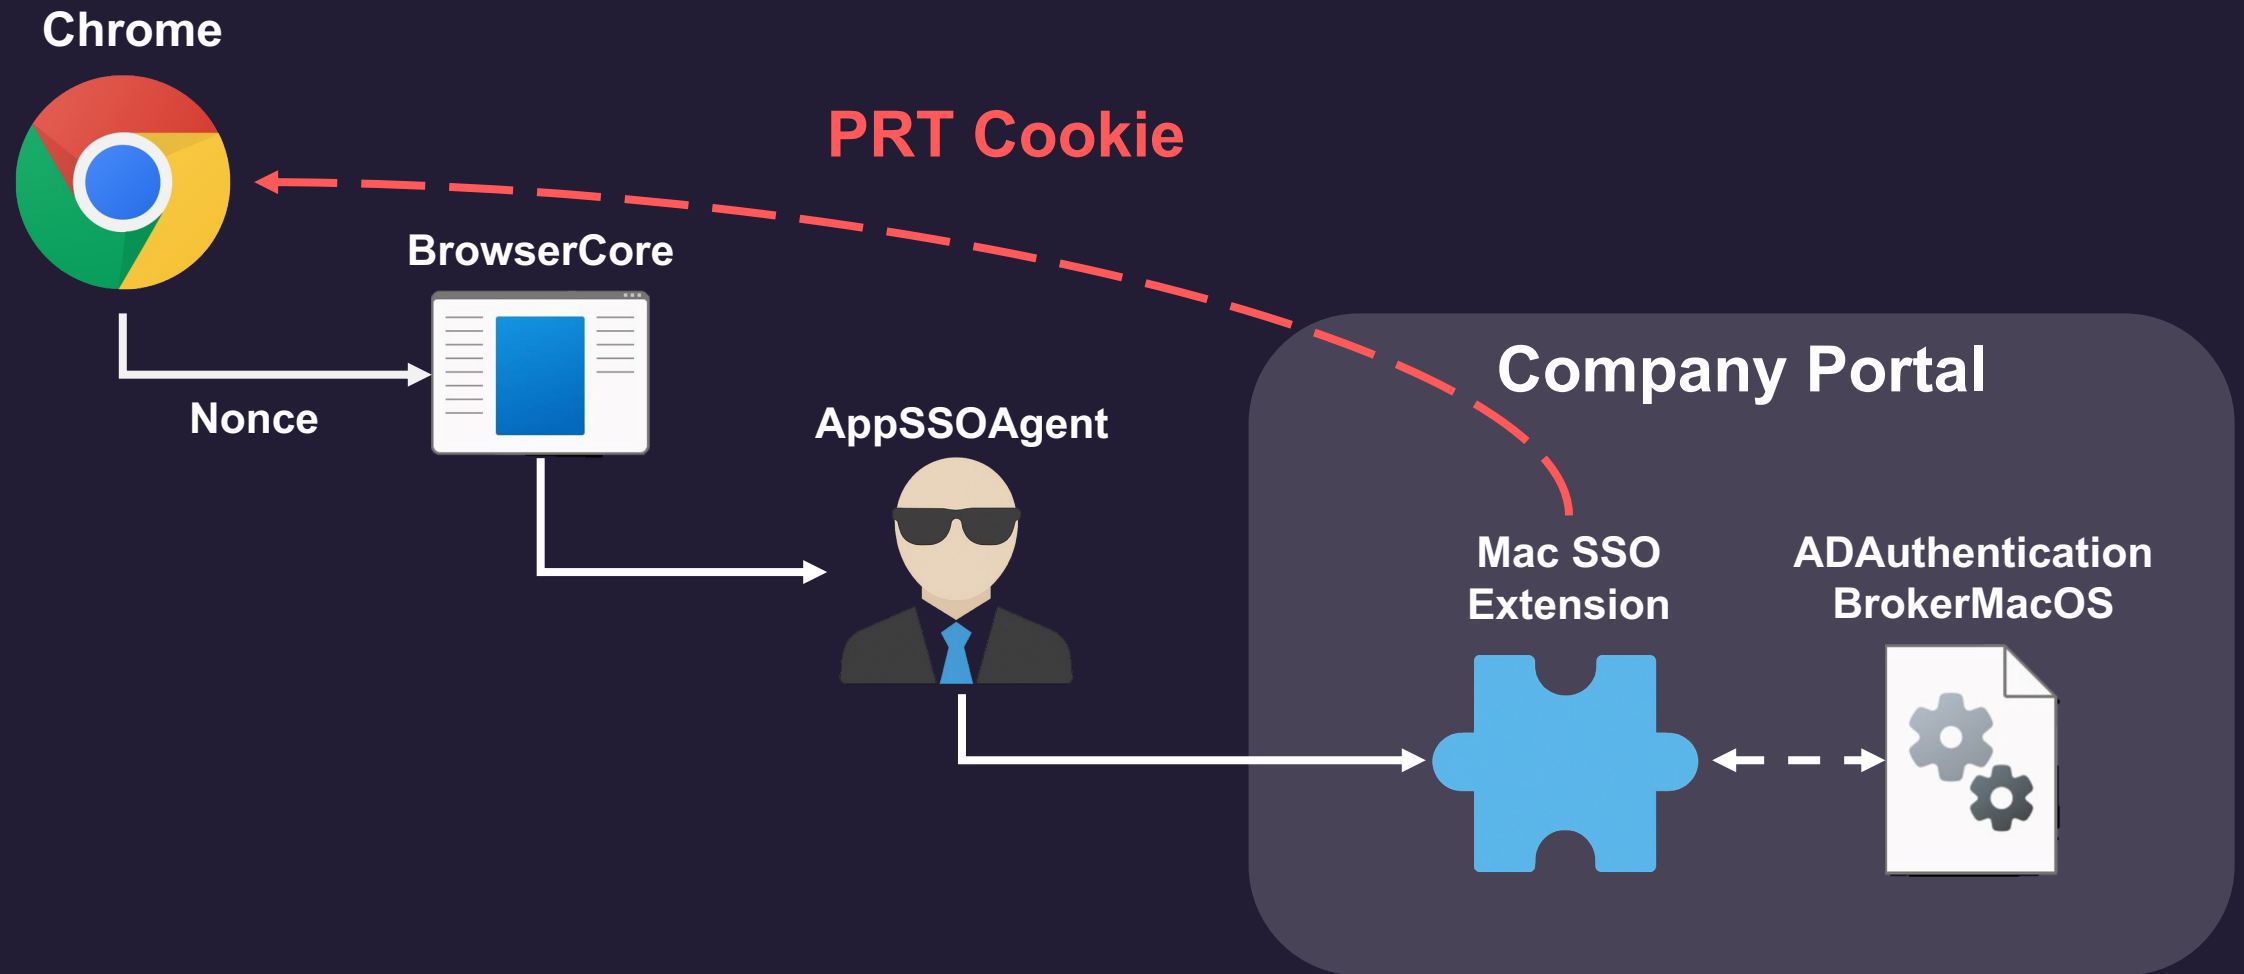 Chrome
PRT Cookie
BrowserCore
Company Portal
Nonce
AppSSOAgent
Mac SSO
Extension
ADAuthentication
BrokerMacOS